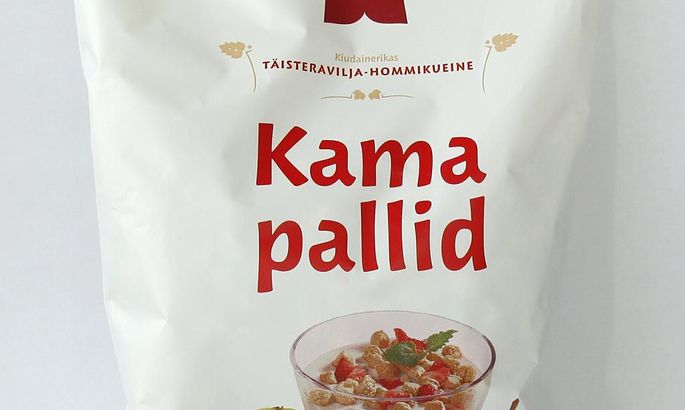 Kiudainerikas
TÄISTERAVILJA-HOMMIKUEINE
Kama
pallid